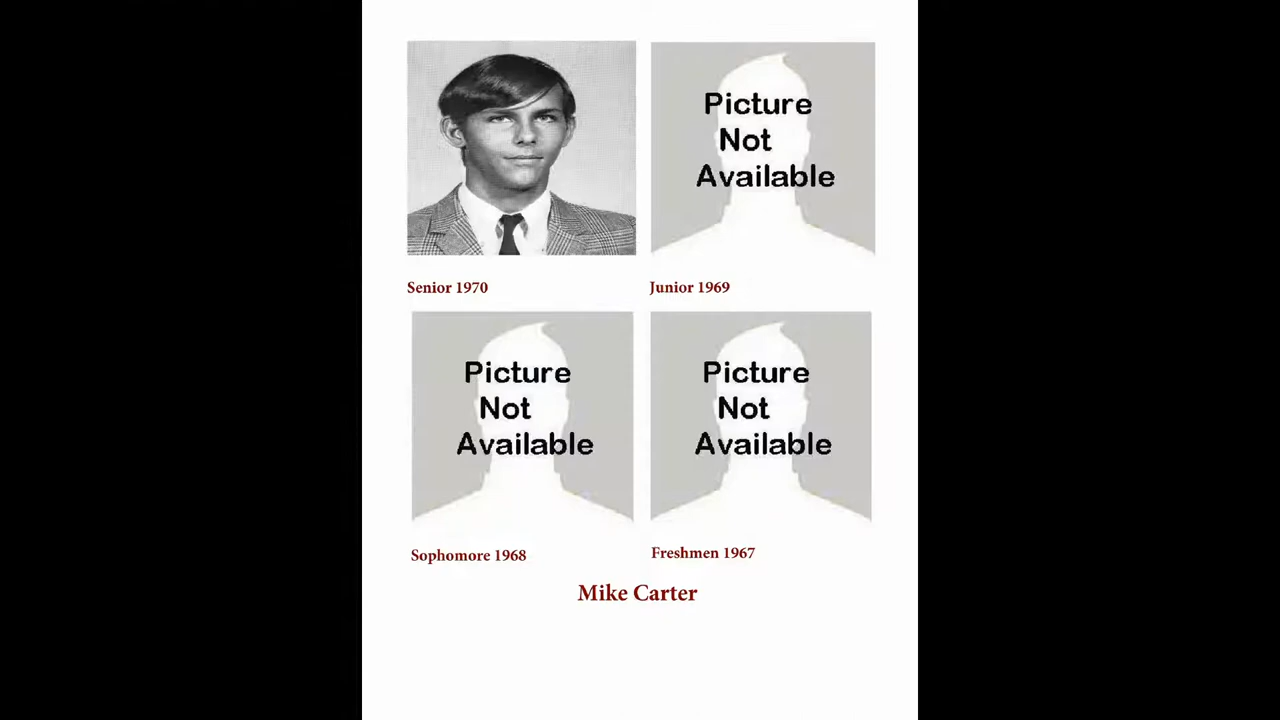 Picture
Not
Available
Senior 1970
Junior 1969
Picture
Not
Available
Picture
Not
Available
Sophomore 1968
Freshmen 1967
Mike Carter